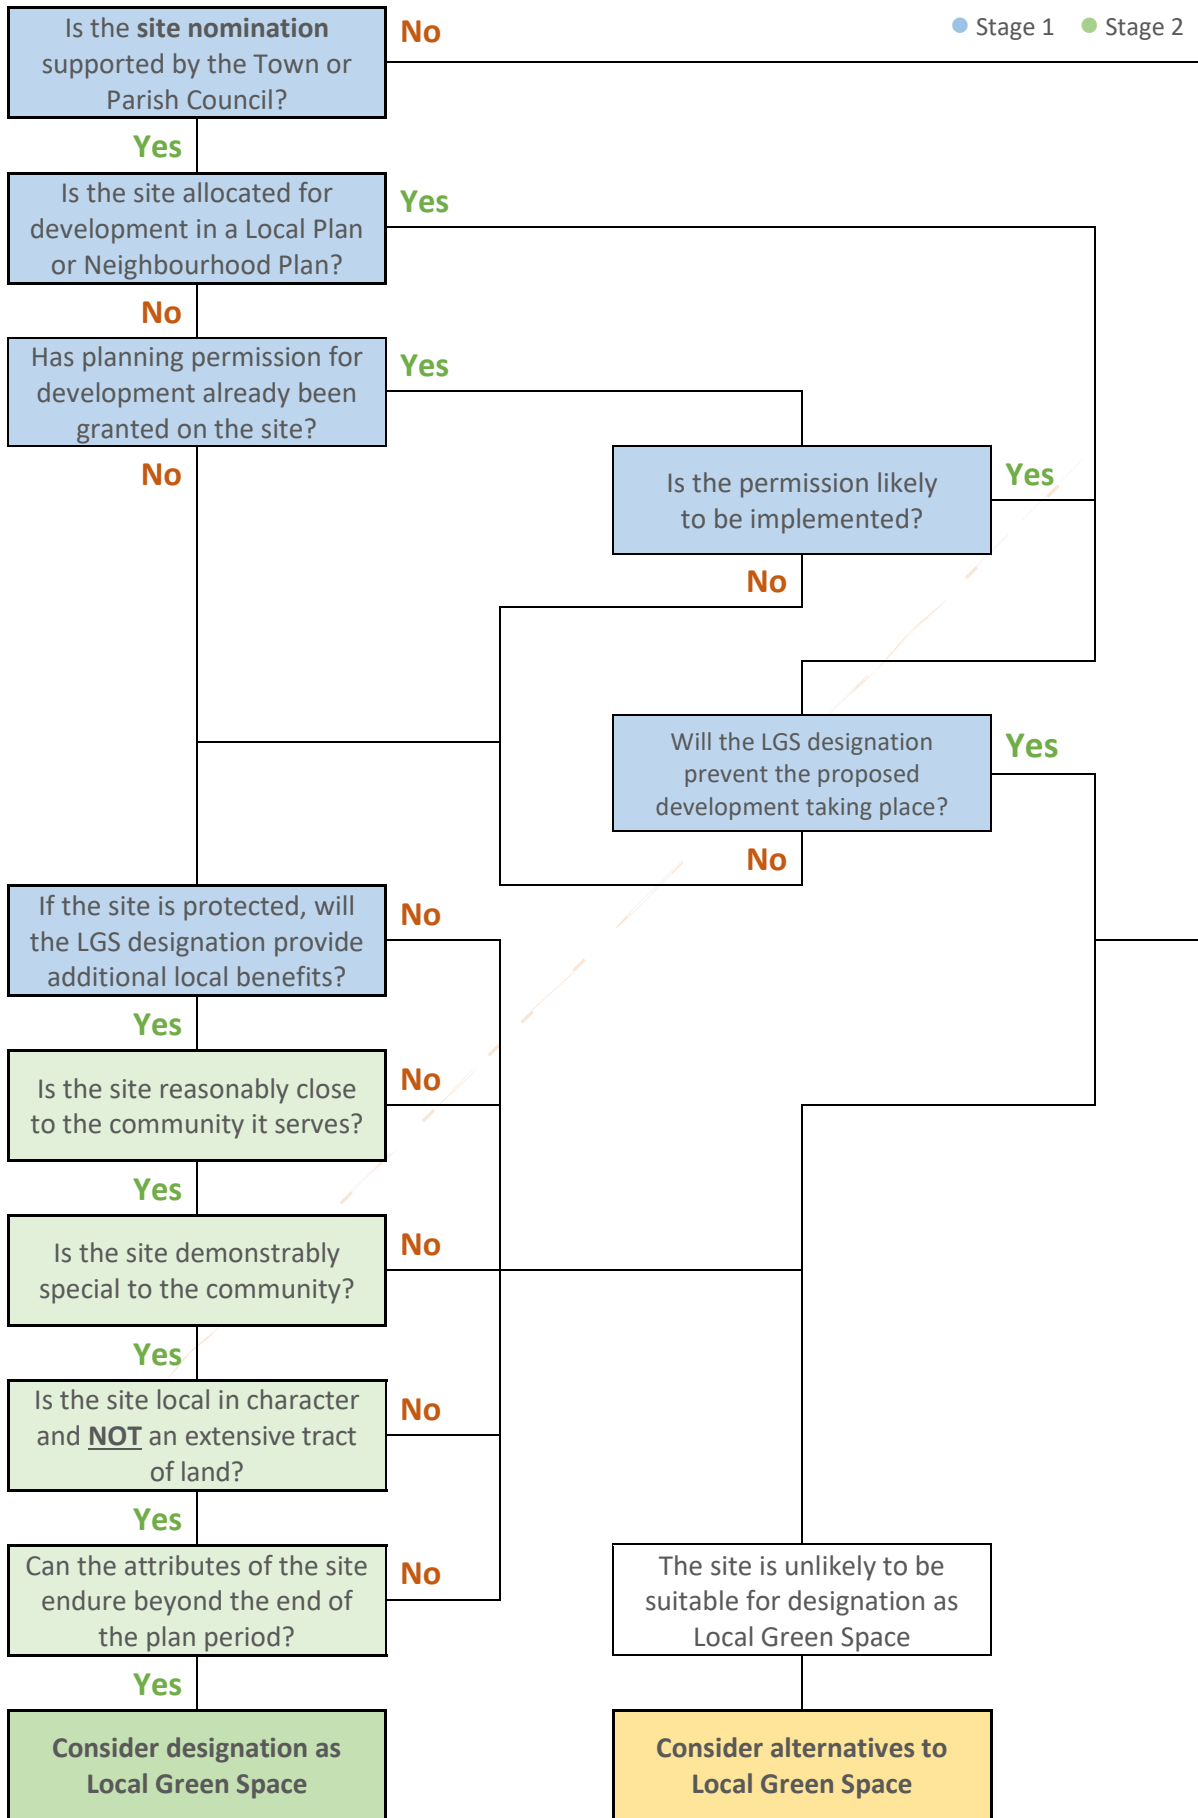 Is the site nomination
supported by the Town or
Parish Council?
No
Stage 1
Stage 2
Yes
Is the site allocated for
development in a Local Plan
or Neighbourhood Plan?
Yes
No
Has planning permission for
development already been
granted on the site?
Yes
No
Is the permission likely
to be implemented?
Yes
No
Will the LGS designation
prevent the proposed
development taking place?
Yes
No
If the site is protected, will
the LGS designation provide
additional local benefits?
No
Yes
Is the site reasonably close
to the community it serves?
No
Yes
Is the site demonstrably
special to the community?
No
Yes
Is the site local in character
and NOT an extensive tract
of land?
No
Yes
Can the attributes of the site
endure beyond the end of
the plan period?
No
The site is unlikely to be
suitable for designation as
Local Green Space
Yes
Consider designation as
Local Green Space
Consider alternatives to
Local Green Space